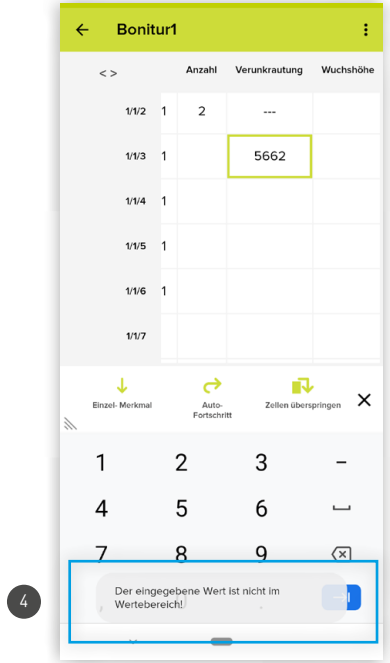 Bonitur1
< > Anzahl Verunkrautung Wuchshöhe
1/1/2 1 2 ---
1/1/3 1 5662
1/1/4 1
1/1/5 1
1/1/6 1
1/1/7
Einzel- Merkmal Auto- Zellen überspringen
Fortschritt
1 2 3 –
4 5 6
7 8 9
Der eingegebene Wert ist nicht im
Wertebereich!
4